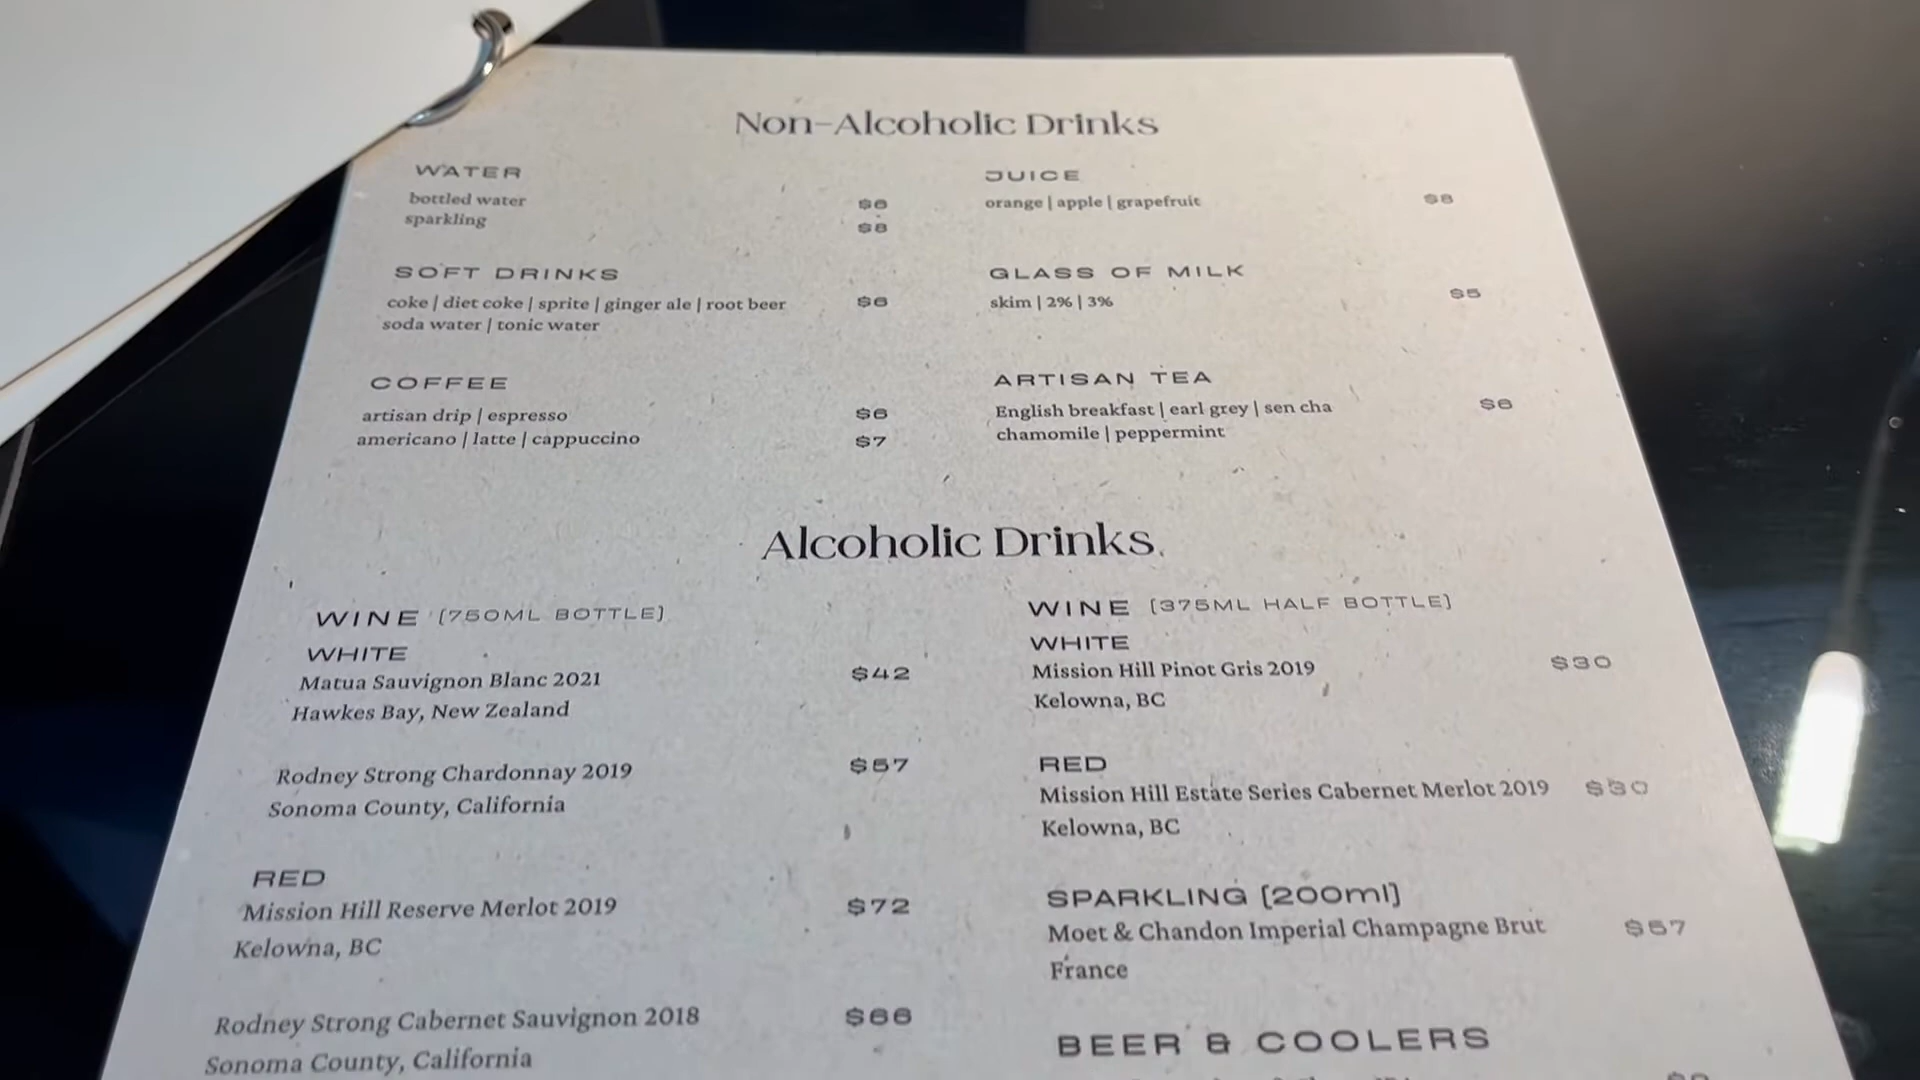 Non-Alcoholic Drinks
WATER
bottled water $6
sparkling $8
SOFT DRINKS
coke | diet coke | sprite | ginger ale | root beer $6
soda water | tonic water
COFFEE
artisan drip | espresso $6
americano | latte | cappuccino $7
JUICE
orange | apple | grapefruit
GLASS OF MILK
skim | 2% | 3% $5
ARTISAN TEA
English breakfast | earl grey | sen cha $6
chamomile | peppermint
Alcoholic Drinks
WINE (750ML BOTTLE)
WHITE
Matua Sauvignon Blanc 2021 $42
Hawkes Bay, New Zealand
Rodney Strong Chardonnay 2019 $57
Sonoma County, California
RED
Mission Hill Reserve Merlot 2019 $72
Kelowna, BC
Rodney Strong Cabernet Sauvignon 2018 $66
Sonoma County, California
WINE (375ML HALF BOTTLE)
WHITE
Mission Hill Pinot Gris 2019 $30
Kelowna, BC
RED
Mission Hill Estate Series Cabernet Merlot 2019 $30
Kelowna, BC
SPARKLING (200ml)
Moet & Chandon Imperial Champagne Brut $57
France
BEER & COOLERS